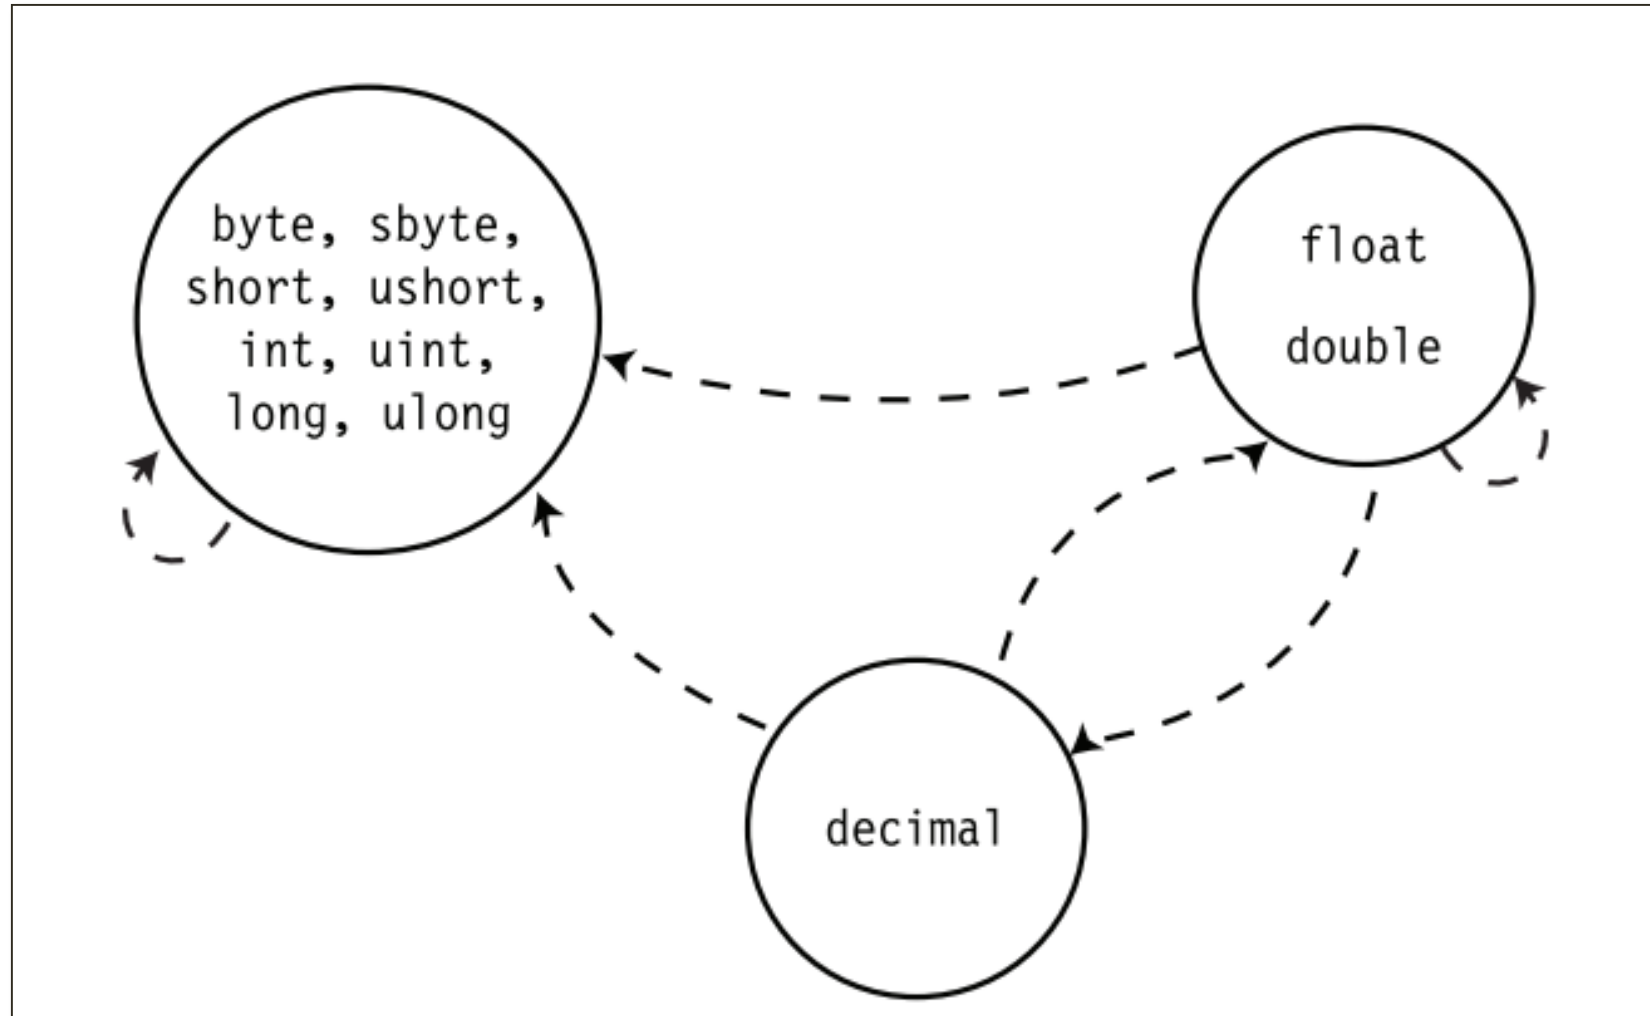 byte, sbyte,
short, ushort,
int, uint,
long, ulong
float
double
decimal